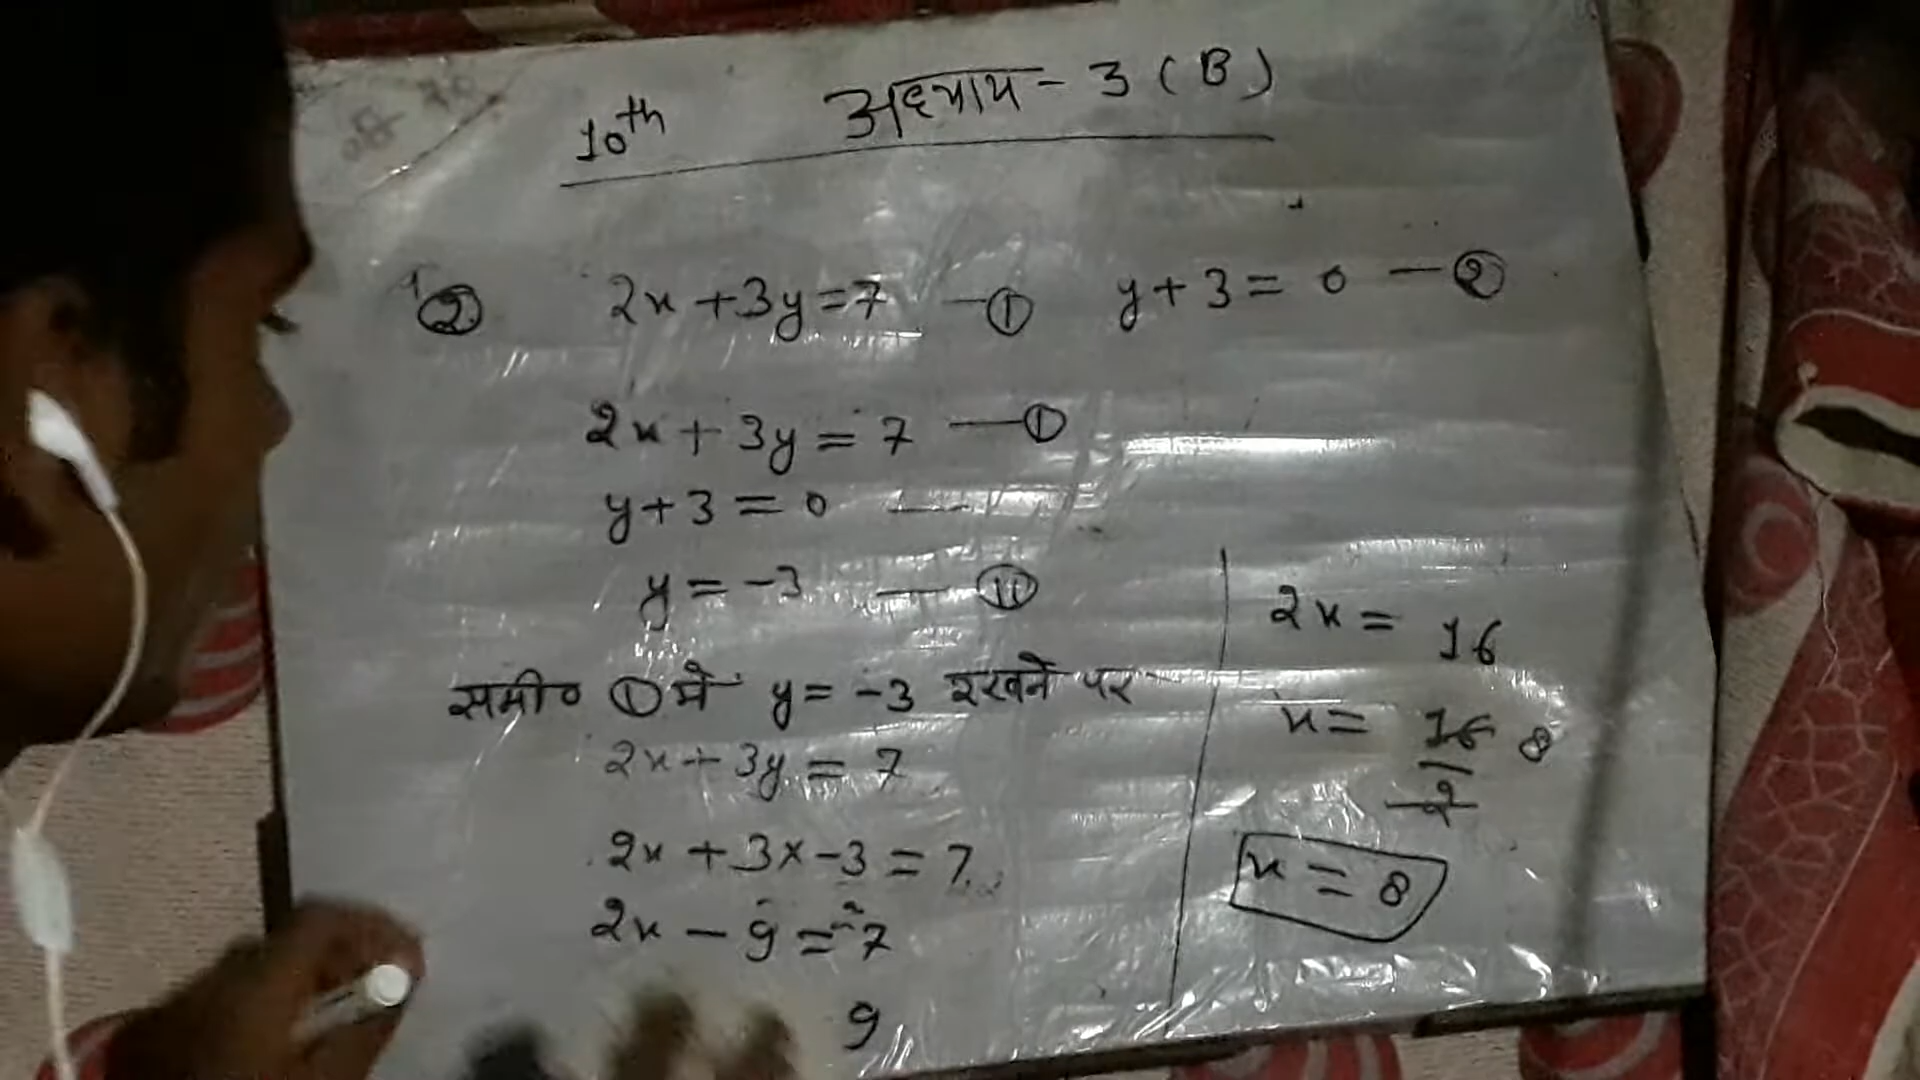 10th अध्याय - 3 (B)
② 2x + 3y = 7 — ① y + 3 = 0 — ②
2x + 3y = 7 — ①
y + 3 = 0 —
y = -3 — ⑪
समी० ① मे y = -3 रखने पर
2x + 3y = 7
2x + 3x-3 = 7
2x - 9 = 7
9
2x = 16
x = 16 8
2
x = 8